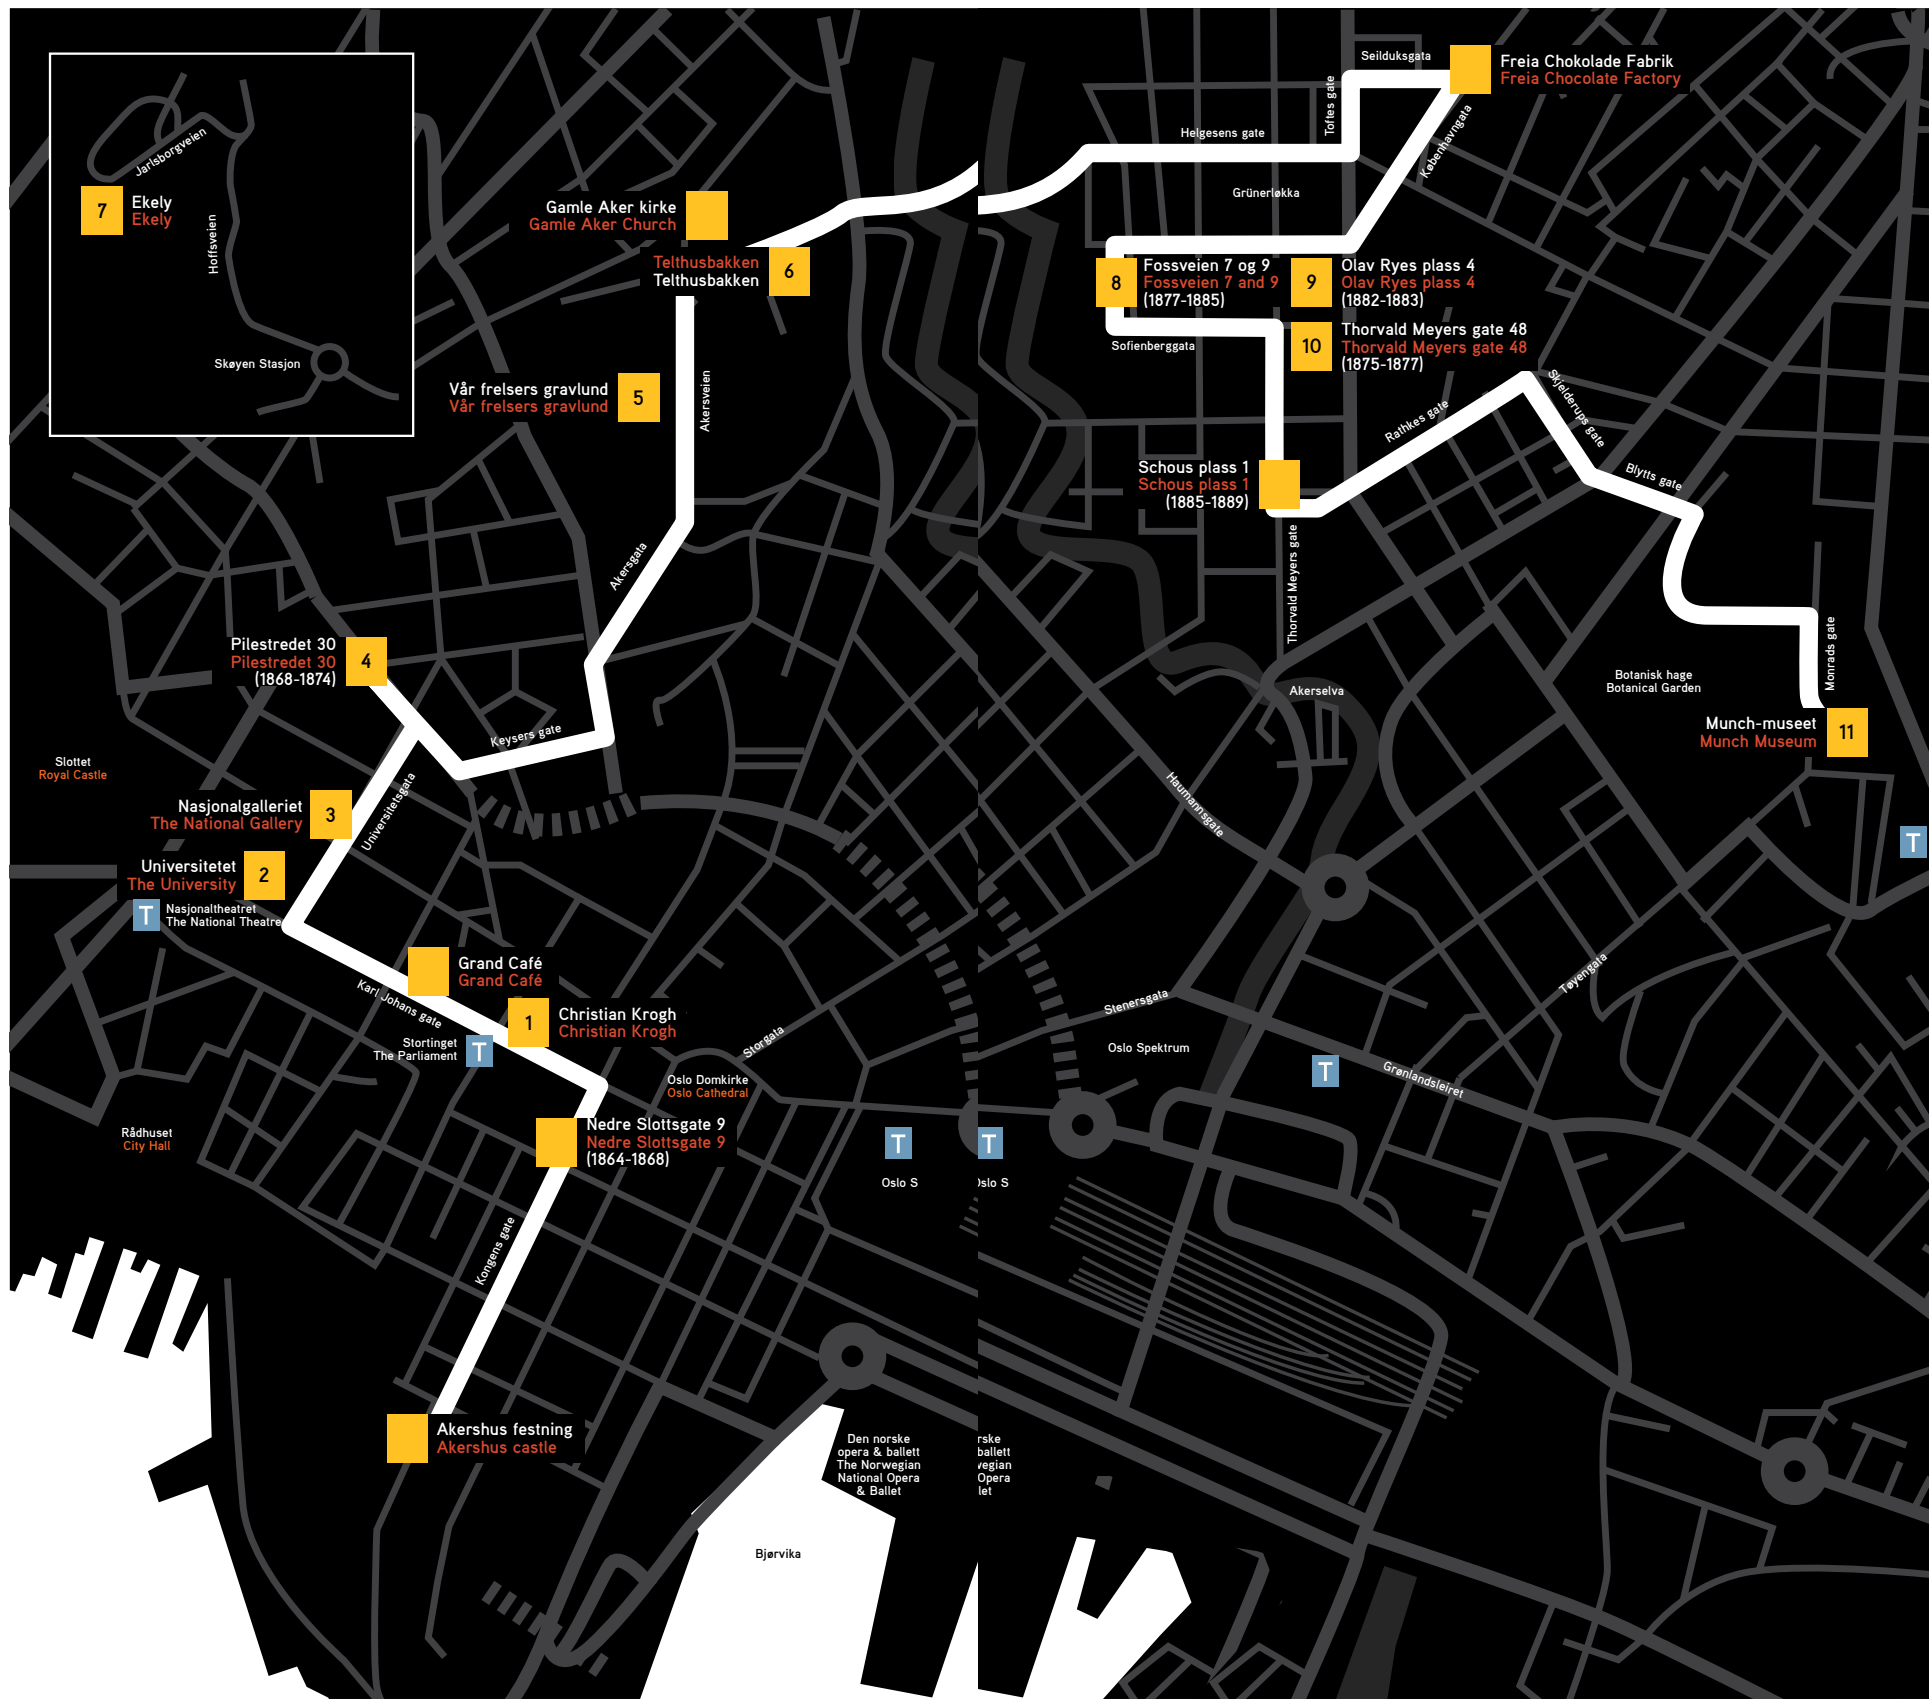 Jarlsborgveien
7
Ekely
Ekely
Hoffsveien
Skøyen Stasjon
Seilduksgata
Freia Chokolade Fabrik
Freia Chocolate Factory
Toftes gate
Københavngata
Helgesens gate
Grünerløkka
Gamle Aker kirke
Gamle Aker Church
Telthusbakken
Telthusbakken
6
8
Fossveien 7 og 9
Fossveien 7 and 9
(1877-1885)
9
Olav Ryes plass 4
Olav Ryes plass 4
(1882-1883)
10
Thorvald Meyers gate 48
Thorvald Meyers gate 48
(1875-1877)
Sofienberggata
Vår frelsers gravlund
Vår frelsers gravlund
5
Akersveien
Rathkes gate
Skjelderups gate
Blytts gate
Schous plass 1
Schous plass 1
(1885-1889)
Thorvald Meyers gate
Akersgata
Pilestredet 30
Pilestredet 30
(1868-1874)
4
Monrads gate
Botanisk hage
Botanical Garden
Akerselva
Munch-museet
Munch Museum
11
Keysers gate
Slottet
Royal Castle
Universitetsgata
Nasjonalgalleriet
The National Gallery
3
Haumannsgate
T
Universitetet
The University
2
T
Nasjonaltheatret
The National Theatre
Grand Café
Grand Café
Karl Johans gate
1
Christian Krogh
Christian Krogh
Stortinget
The Parliament
T
Storgata
Stenersgata
Tøyengata
Oslo Spektrum
T
Grønlandsleiret
Oslo Domkirke
Oslo Cathedral
Rådhuset
City Hall
Nedre Slottsgate 9
Nedre Slottsgate 9
(1864-1868)
T
Oslo S
T
Oslo S
Kongens gate
Akershus festning
Akershus castle
Den norske
opera & ballett
The Norwegian
National Opera
& Ballet
rske
ballett
vegian
Opera
let
Bjørvika